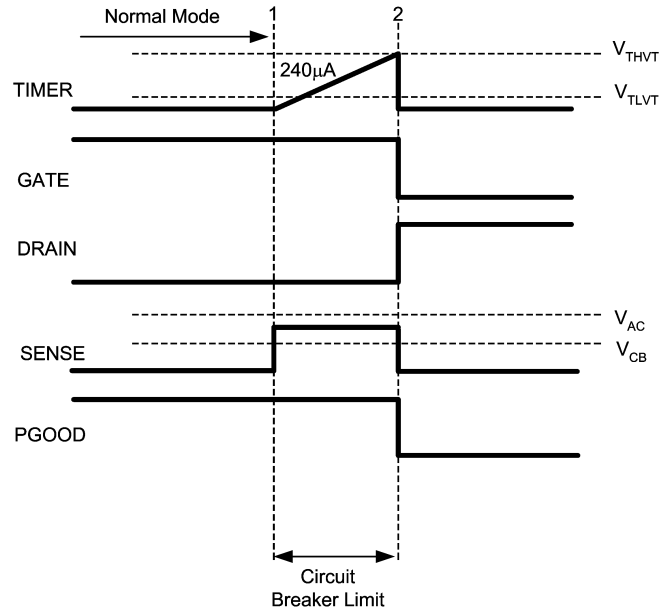 Normal Mode
1
2
240μA
V_THVT
TIMER
V_TLVT
GATE
DRAIN
V_AC
SENSE
V_CB
PGOOD
Circuit
Breaker Limit